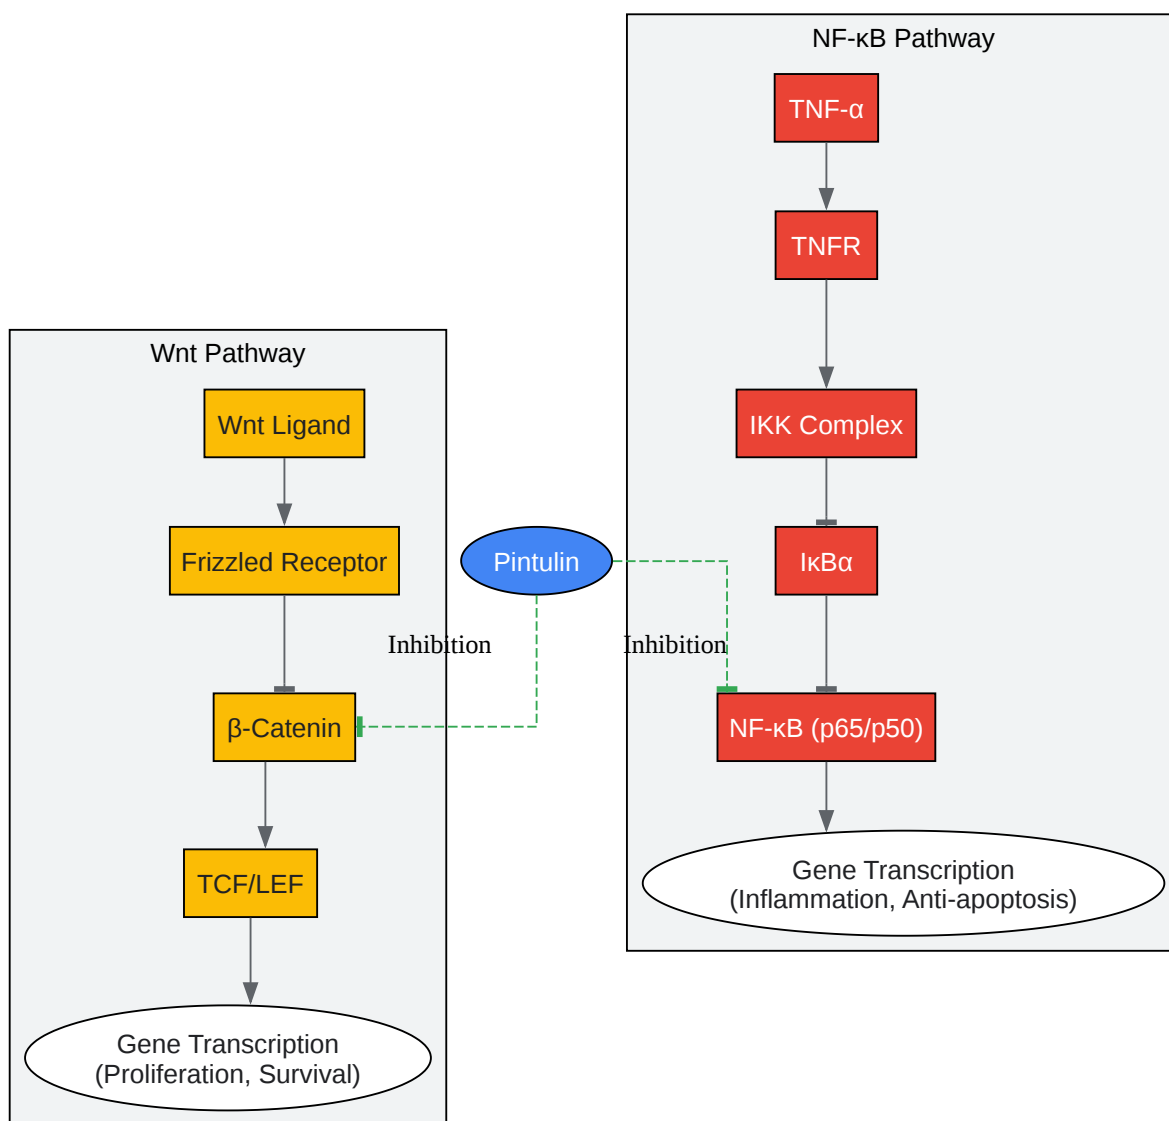 NF-κB Pathway
TNF-α
TNFR
IKK Complex
IκBα
NF-κB (p65/p50)
Gene Transcription
(Inflammation, Anti-apoptosis)
Wnt Pathway
Wnt Ligand
Frizzled Receptor
β-Catenin
TCF/LEF
Gene Transcription
(Proliferation, Survival)
Pintulin
Inhibition
Inhibition